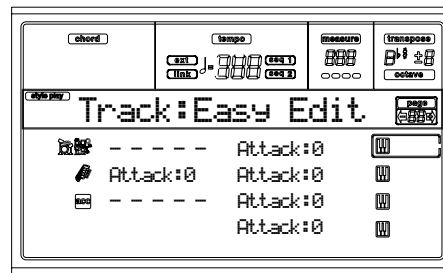 chord tempo measure transpose
ext seq 1
link seq 2
octave
style play
Track:Easy Edit page
- - - - - Attack:0
Attack:0 Attack:0
acc - - - - - Attack:0
Attack:0